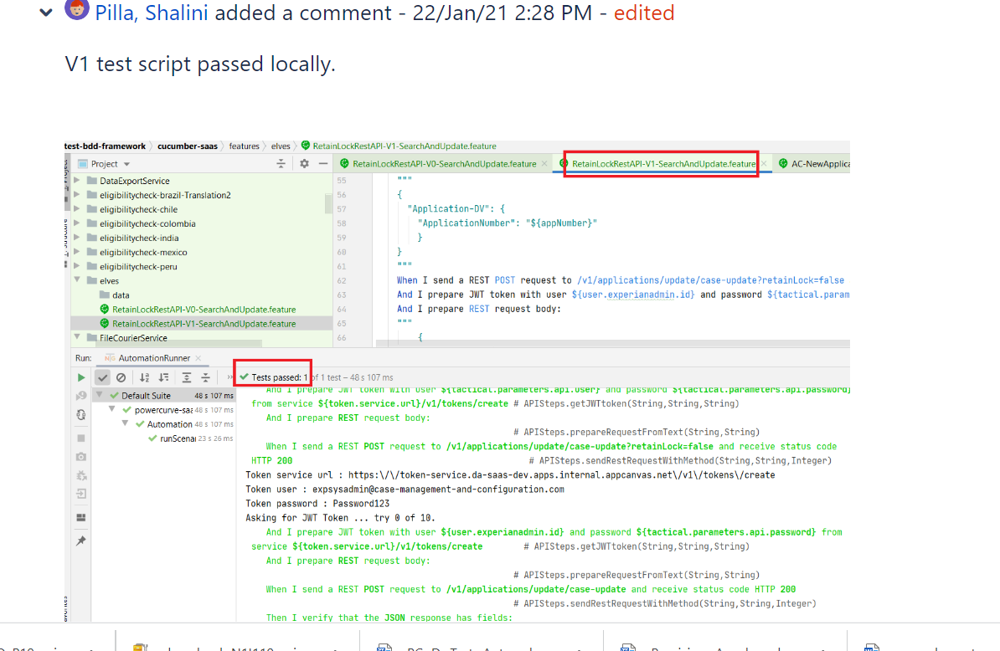 Pilla, Shalini added a comment - 22/Jan/21 2:28 PM - edited
V1 test script passed locally.
test-bdd-framework cucumber-saas features elves RetainLockRestAPI-V1-SearchAndUpdate.feature
Project RetainLockRestAPI-V0-SearchAndUpdate.feature RetainLockRestAPI-V1-SearchAndUpdate.feature AC-NewApplica
DataExportService
eligibilitycheck-brazil-Translation2
eligibilitycheck-chile
eligibilitycheck-colombia
eligibilitycheck-india
eligibilitycheck-mexico
eligibilitycheck-peru
elves
data
RetainLockRestAPI-V0-SearchAndUpdate.feature
RetainLockRestAPI-V1-SearchAndUpdate.feature
FileCourierService
55 """
56 {
57 "Application-DV": {
58 "ApplicationNumber": "${appNumber}"
59 }
60 }
61 """
62 When I send a REST POST request to /v1/applications/update/case-update?retainLock=false
63 And I prepare JWT token with user ${user.experianadmin.id} and password ${tactical.param
64 And I prepare REST request body:
65 """
66 {
Run: AutomationRunner
Tests passed: 1 of 1 test – 48 s 107 ms
Default Suite 48 s 107 ms
powercurve-saa 48 s 107 ms
Automation 48 s 107 ms
runScenar 23 s 26 ms
And I prepare JWT token with user ${tactical.parameters.api.user} and password ${tactical.parameters.api.password}
from service ${token.service.url}/v1/tokens/create # APISteps.getJWTtoken(String,String,String)
And I prepare REST request body:
# APISteps.prepareRequestFromText(String,String)
When I send a REST POST request to /v1/applications/update/case-update?retainLock=false and receive status code
HTTP 200 # APISteps.sendRestRequestWithMethod(String,String,Integer)
Token service url : https:\/\/token-service.da-saas-dev.apps.internal.appcanvas.net\/v1\/tokens\/create
Token user : expsysadmin@case-management-and-configuration.com
Token password : Password123
Asking for JWT Token ... try 0 of 10.
And I prepare JWT token with user ${user.experianadmin.id} and password ${tactical.parameters.api.password} from
service ${token.service.url}/v1/tokens/create # APISteps.getJWTtoken(String,String,String)
And I prepare REST request body:
# APISteps.prepareRequestFromText(String,String)
When I send a REST POST request to /v1/applications/update/case-update and receive status code HTTP 200
# APISteps.sendRestRequestWithMethod(String,String,Integer)
Then I verify that the JSON response has fields: